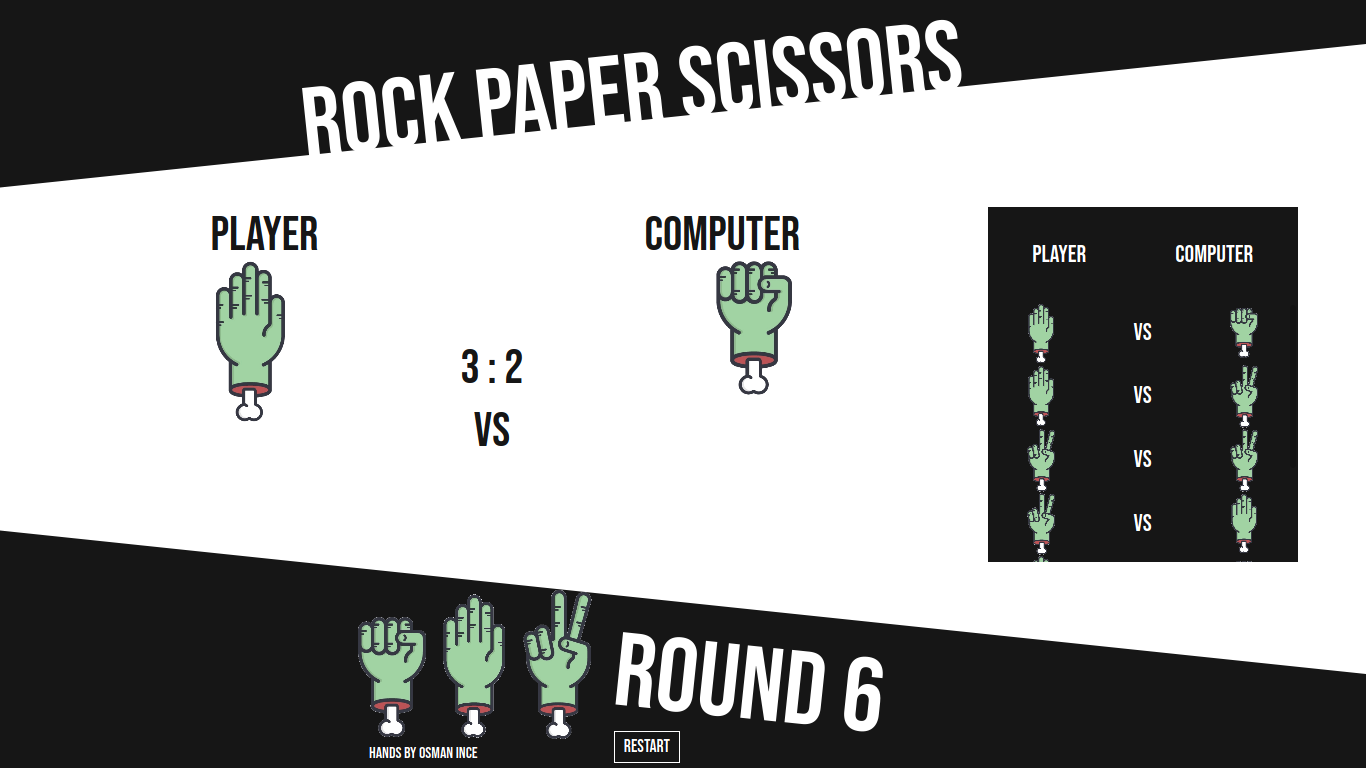 ROCK PAPER SCISSORS
PLAYER
COMPUTER
3 : 2
VS
PLAYER COMPUTER
VS
VS
VS
VS
ROUND 6
HANDS BY OSMAN INCE
RESTART